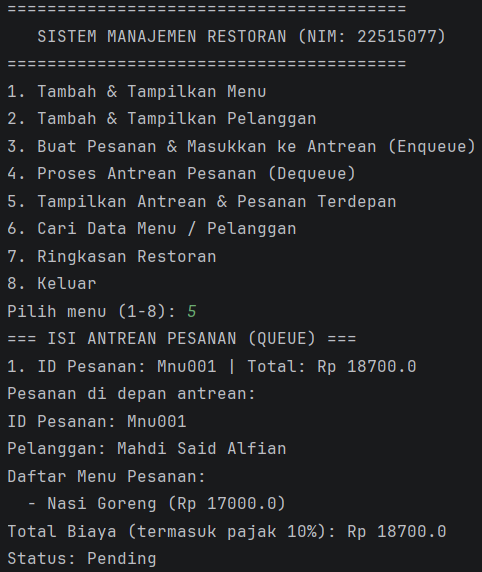 ========================================
SISTEM MANAJEMEN RESTORAN (NIM: 22515077)
========================================
1. Tambah & Tampilkan Menu
2. Tambah & Tampilkan Pelanggan
3. Buat Pesanan & Masukkan ke Antrean (Enqueue)
4. Proses Antrean Pesanan (Dequeue)
5. Tampilkan Antrean & Pesanan Terdepan
6. Cari Data Menu / Pelanggan
7. Ringkasan Restoran
8. Keluar
Pilih menu (1-8): 5
=== ISI ANTREAN PESANAN (QUEUE) ===
1. ID Pesanan: Mnu001 | Total: Rp 18700.0
Pesanan di depan antrean:
ID Pesanan: Mnu001
Pelanggan: Mahdi Said Alfian
Daftar Menu Pesanan:
- Nasi Goreng (Rp 17000.0)
Total Biaya (termasuk pajak 10%): Rp 18700.0
Status: Pending